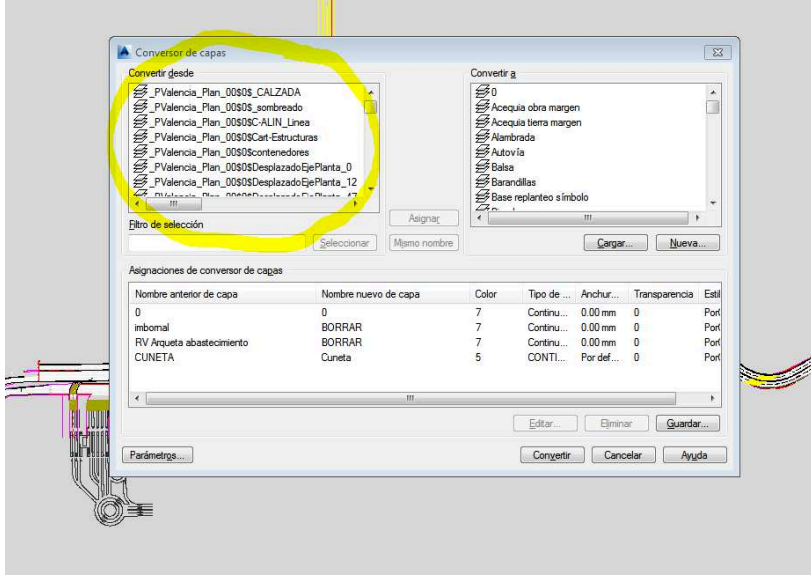 Conversor de capas
Convertir desde
_PValencia_Plan_00$0$_CALZADA
_PValencia_Plan_00$0$_sombreado
_PValencia_Plan_00$0$C-ALIN_Linea
_PValencia_Plan_00$0$Cart-Estructuras
_PValencia_Plan_00$0$contenedores
_PValencia_Plan_00$0$DesplazadoEjePlanta_0
_PValencia_Plan_00$0$DesplazadoEjePlanta_12
Convertir a
0
Acequia obra margen
Acequia tierra margen
Alambrada
Autovía
Balsa
Barandillas
Base replanteo símbolo
Filtro de selección
Seleccionar
Asignar
Mismo nombre
Cargar...
Nueva...
Asignaciones de conversor de capas
Nombre anterior de capa Nombre nuevo de capa Color Tipo de ... Anchur... Transparencia Estil
0 0 7 Continu... 0.00 mm 0 Por
imbornal BORRAR 7 Continu... 0.00 mm 0 Por
RV Arqueta abastecimiento BORRAR 7 Continu... 0.00 mm 0 Por
CUNETA Cuneta 5 CONTI... Por def... 0 Por
Editar... Eliminar Guardar...
Parámetros... Convertir Cancelar Ayuda